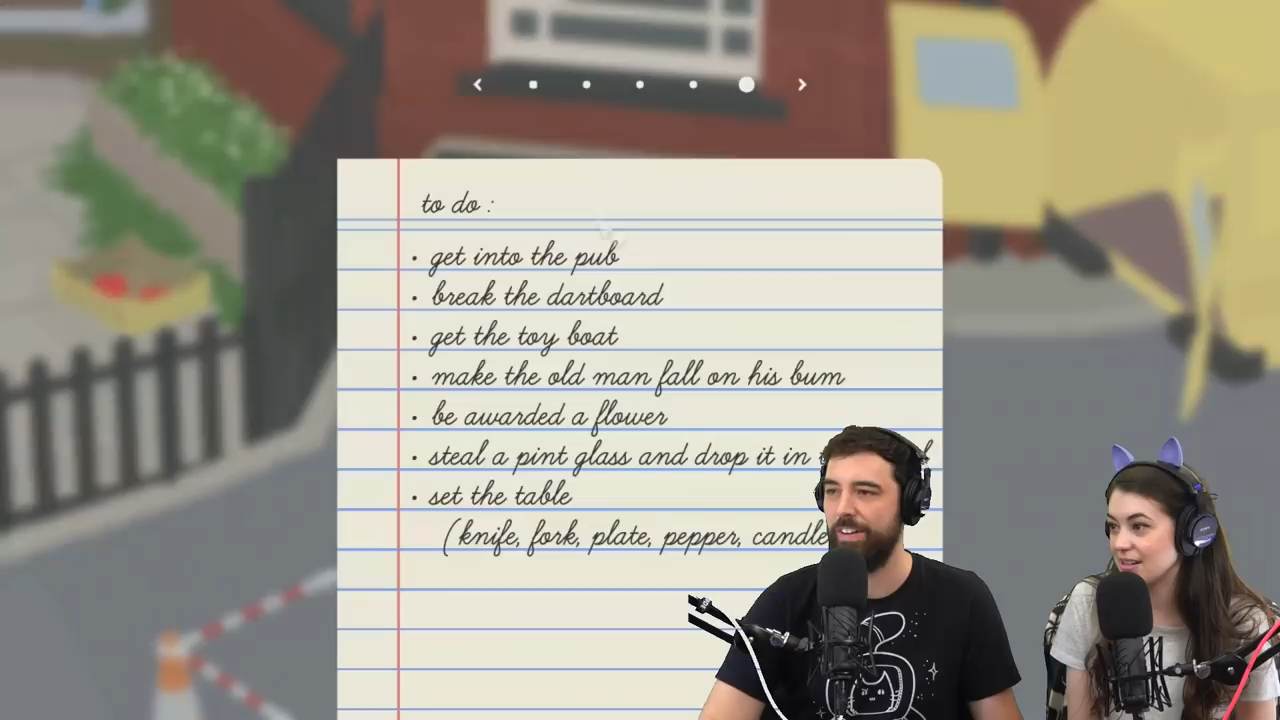 to do :
• get into the pub
• break the dartboard
• get the toy boat
• make the old man fall on his bum
• be awarded a flower
• steal a pint glass and drop it in
• set the table
(knife, fork, plate, pepper, candle